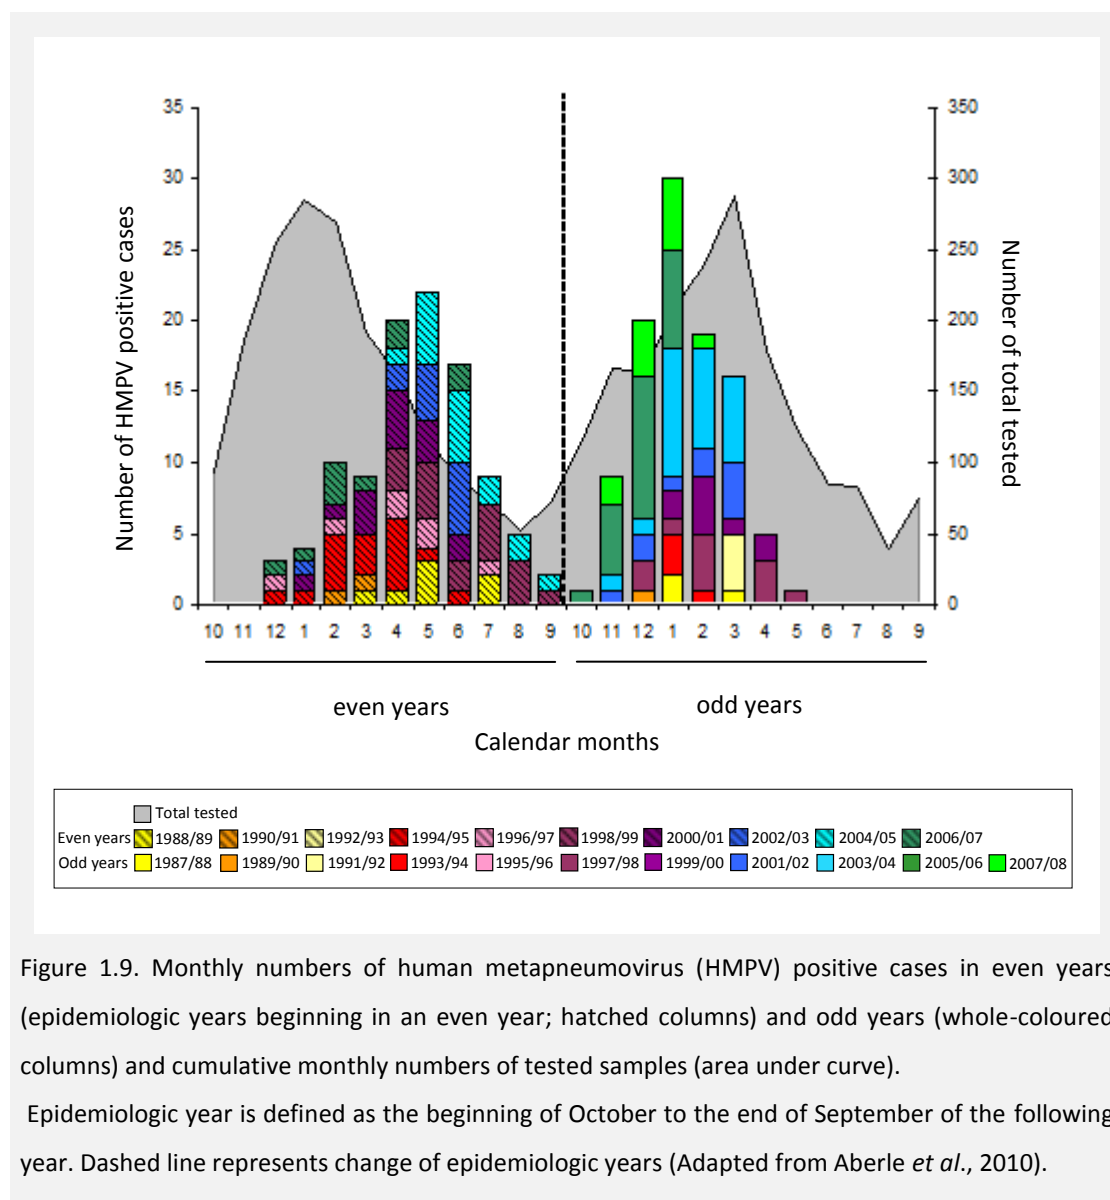 35
30
25
20
15
10
5
0
Number of HMPV positive cases
350
300
250
200
150
100
50
0
Number of total tested
10 11 12 1 2 3 4 5 6 7 8 9 10 11 12 1 2 3 4 5 6 7 8 9
even years odd years
Calendar months
Total tested
Even years 1988/89 1990/91 1992/93 1994/95 1996/97 1998/99 2000/01 2002/03 2004/05 2006/07
Odd years 1987/88 1989/90 1991/92 1993/94 1995/96 1997/98 1999/00 2001/02 2003/04 2005/06 2007/08
Figure 1.9. Monthly numbers of human metapneumovirus (HMPV) positive cases in even years
(epidemiologic years beginning in an even year; hatched columns) and odd years (whole-coloured
columns) and cumulative monthly numbers of tested samples (area under curve).
Epidemiologic year is defined as the beginning of October to the end of September of the following
year. Dashed line represents change of epidemiologic years (Adapted from Aberle et al., 2010).